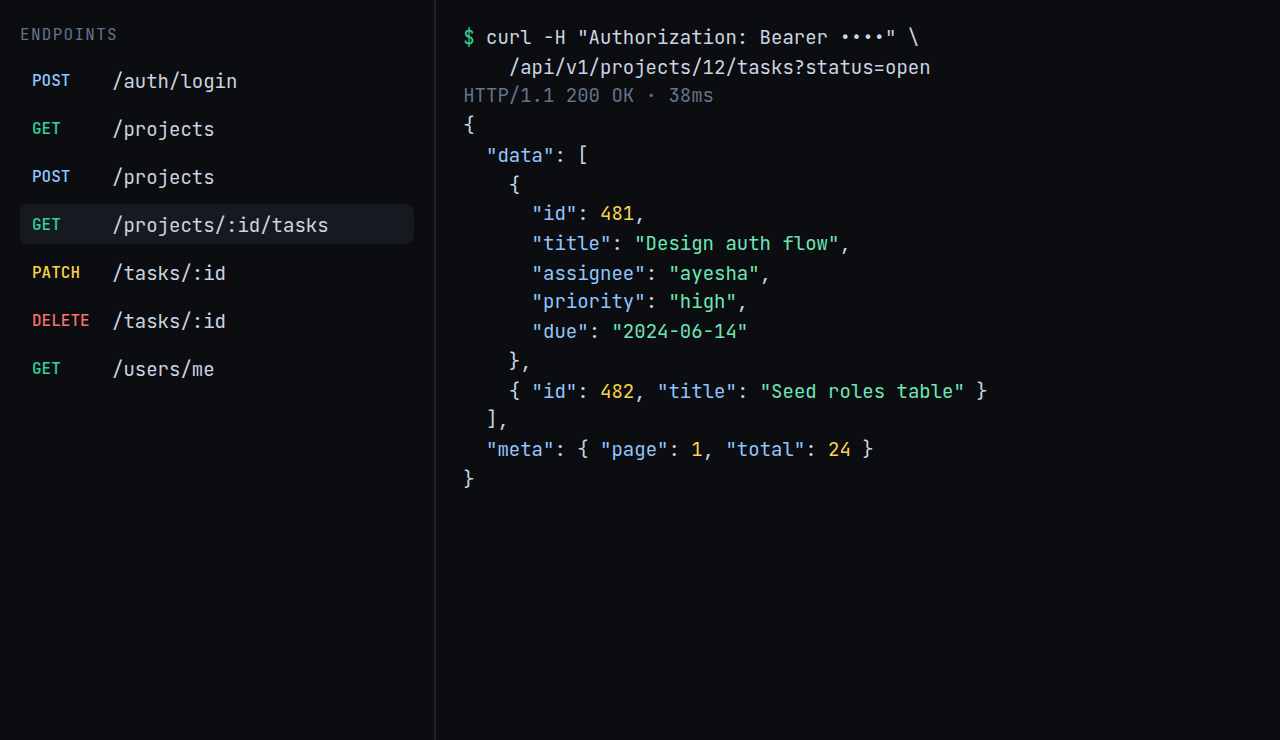 ENDPOINTS
POST /auth/login
GET /projects
POST /projects
GET /projects/:id/tasks
PATCH /tasks/:id
DELETE /tasks/:id
GET /users/me
$ curl -H "Authorization: Bearer ••••" \
    /api/v1/projects/12/tasks?status=open
HTTP/1.1 200 OK · 38ms
{
  "data": [
    {
      "id": 481,
      "title": "Design auth flow",
      "assignee": "ayesha",
      "priority": "high",
      "due": "2024-06-14"
    },
    { "id": 482, "title": "Seed roles table" }
  ],
  "meta": { "page": 1, "total": 24 }
}